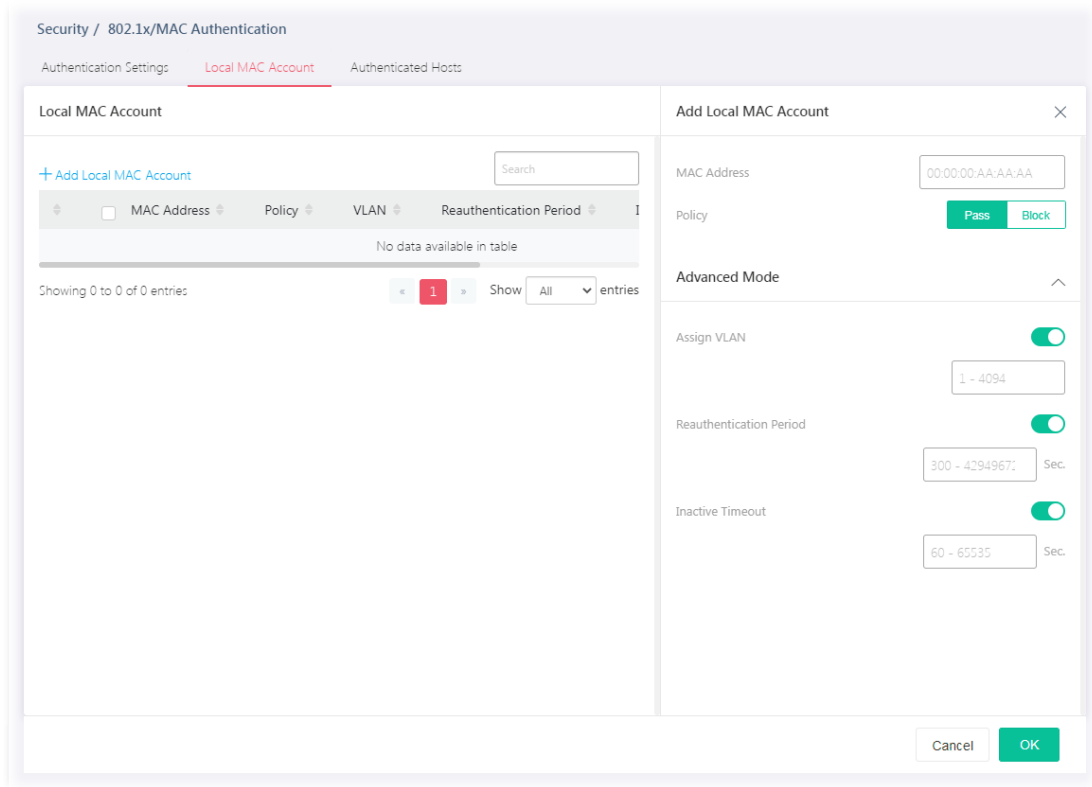 Security / 802.1x/MAC Authentication
Authentication Settings Local MAC Account Authenticated Hosts
Local MAC Account
+ Add Local MAC Account
Search
MAC Address Policy VLAN Reauthentication Period
No data available in table
Showing 0 to 0 of 0 entries
« 1 » Show All entries
Add Local MAC Account
MAC Address 00:00:00:AA:AA:AA
Policy Pass Block
Advanced Mode
Assign VLAN
1 - 4094
Reauthentication Period
300 - 4294967 Sec.
Inactive Timeout
60 - 65535 Sec.
Cancel OK